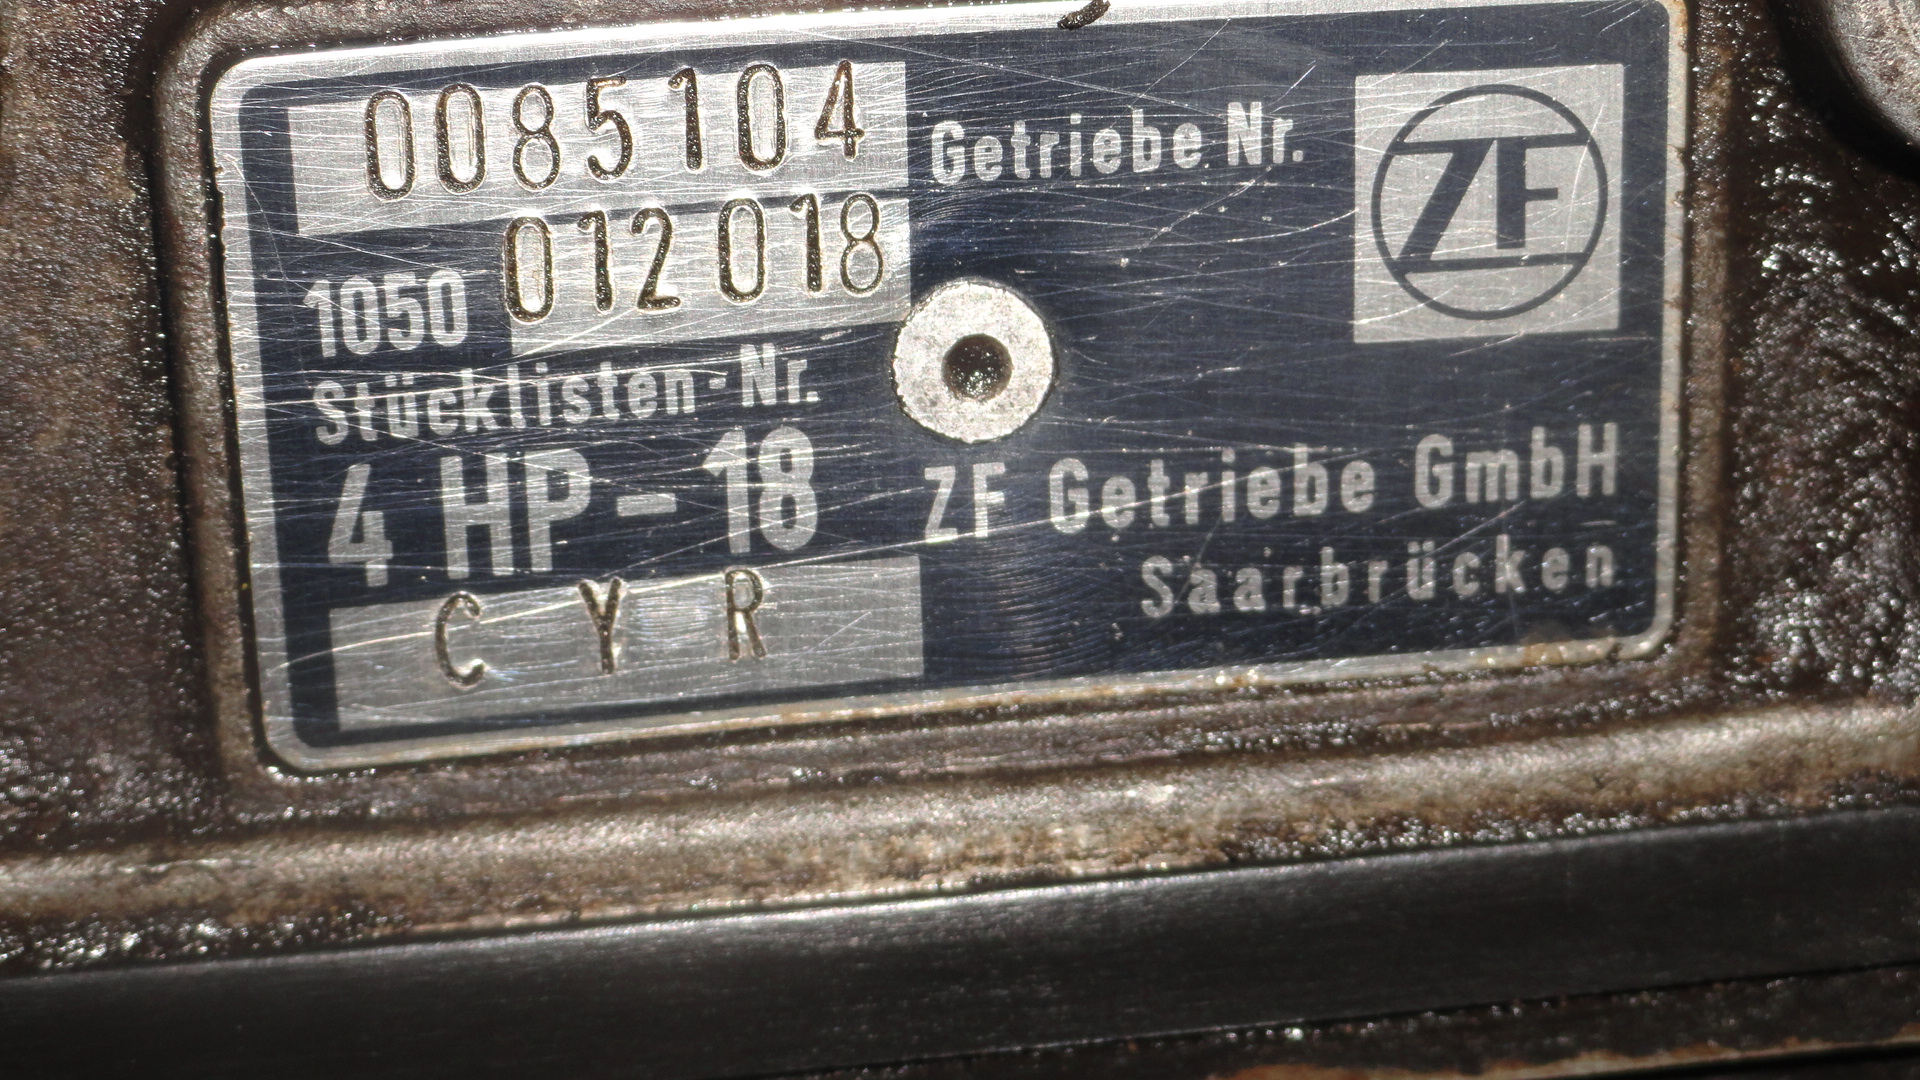 0085104 Getriebe Nr.
ZF
1050 012 018
Stücklisten-Nr.
4 HP-18
ZF Getriebe GmbH
Saarbrücken
C Y R